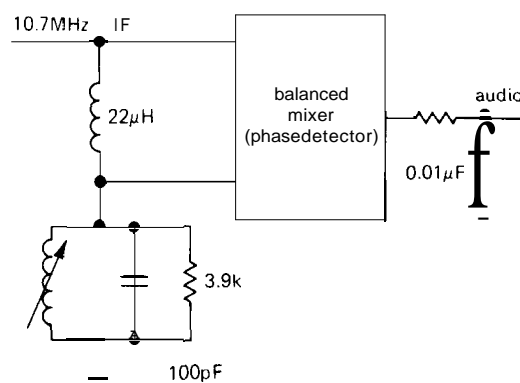 10.7MHz IF
22μH
balanced
mixer
(phasedetector)
audio
0.01μF
3.9k
100pF